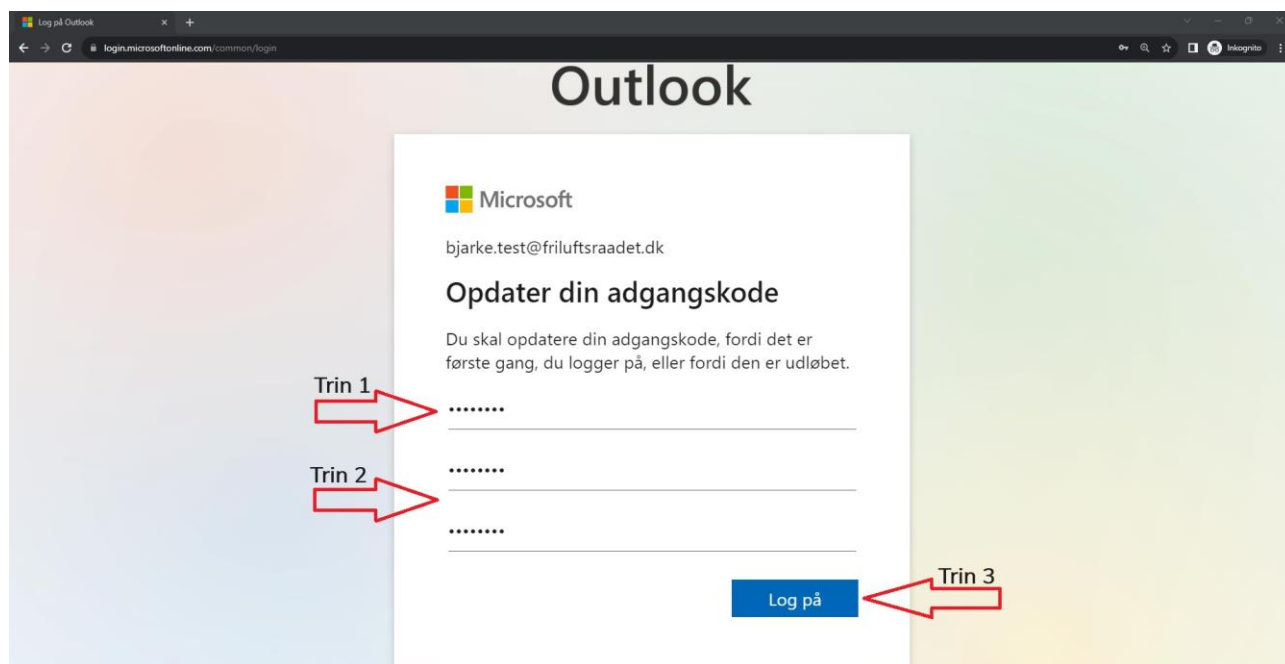 Log på Outlook
login.microsoftonline.com/common/login
Inkognito
Outlook
Microsoft
bjarke.test@friluftsraadet.dk
Opdater din adgangskode
Du skal opdatere din adgangskode, fordi det er
første gang, du logger på, eller fordi den er udløbet.
Trin 1
Trin 2
Trin 3
Log på